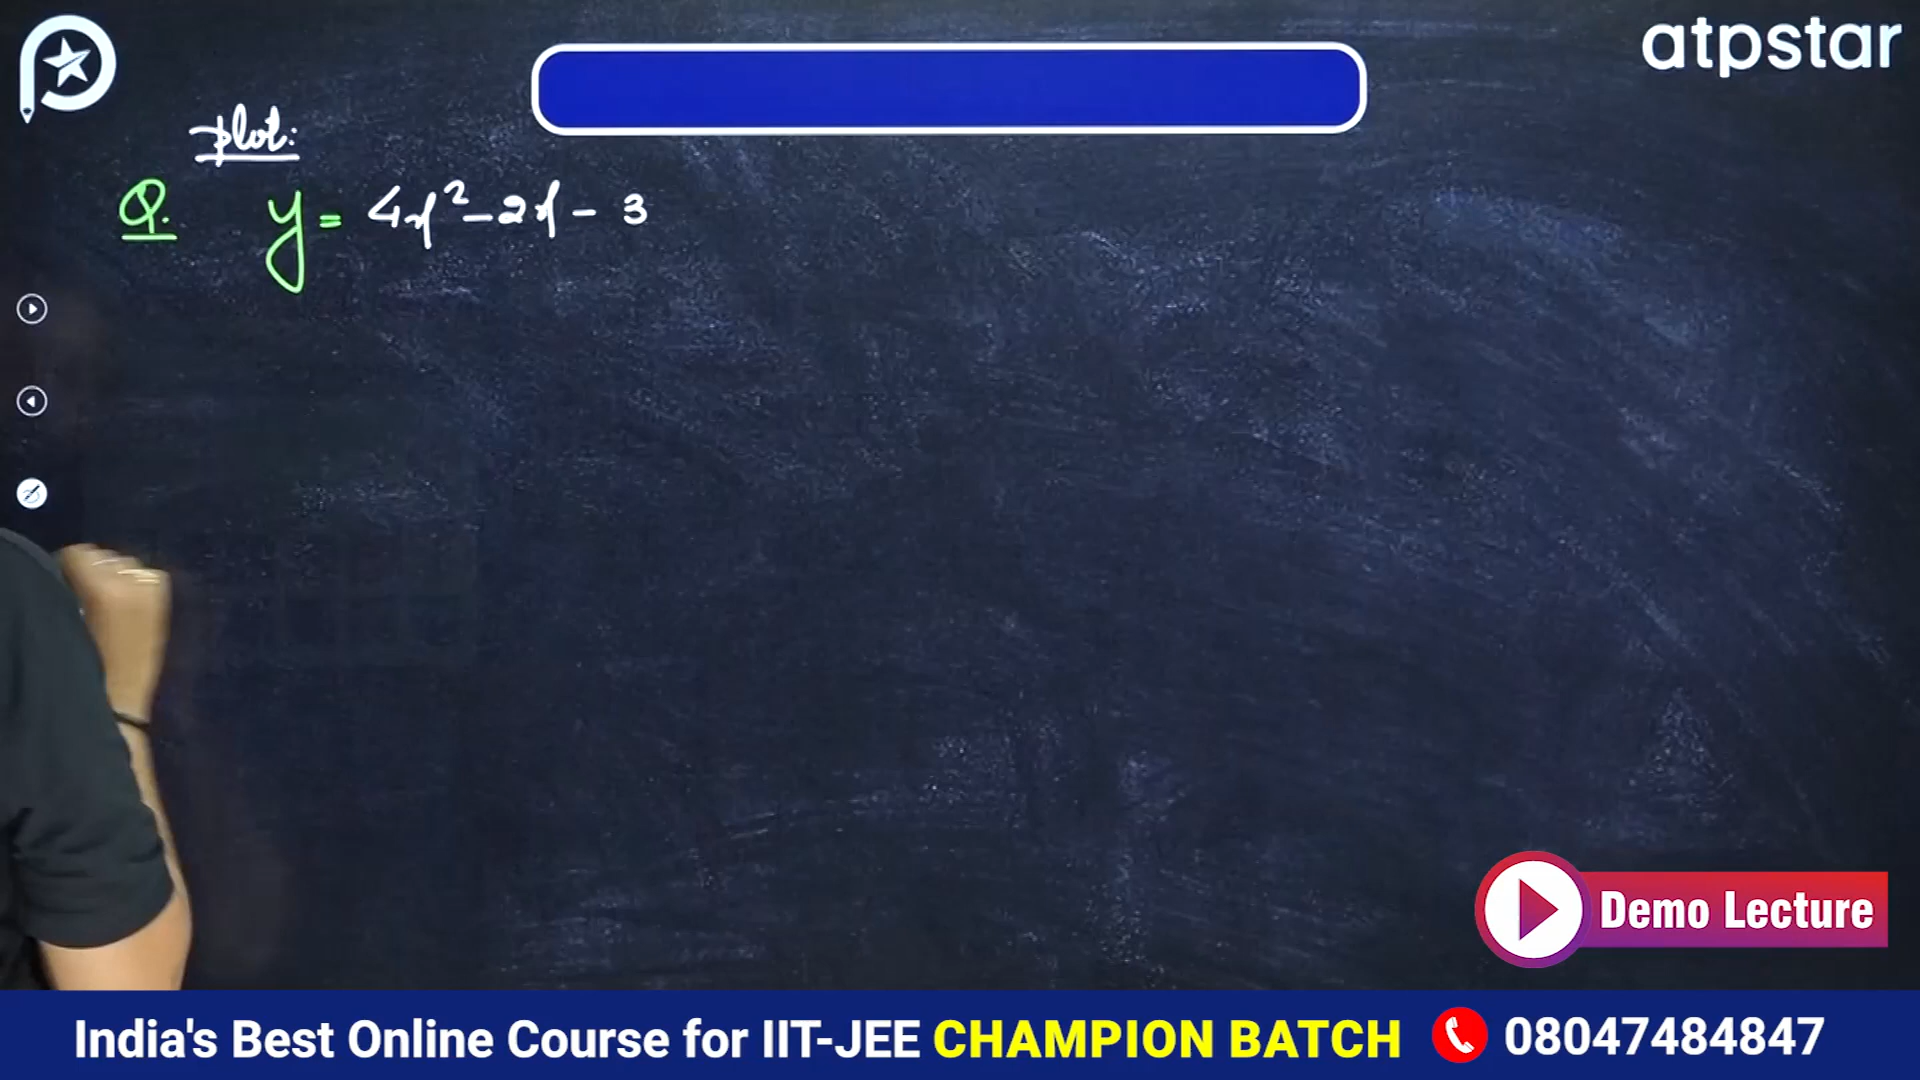 atpstar
Plot:
Q. y = 4x² - 2x - 3
Demo Lecture
India's Best Online Course for IIT-JEE CHAMPION BATCH 08047484847